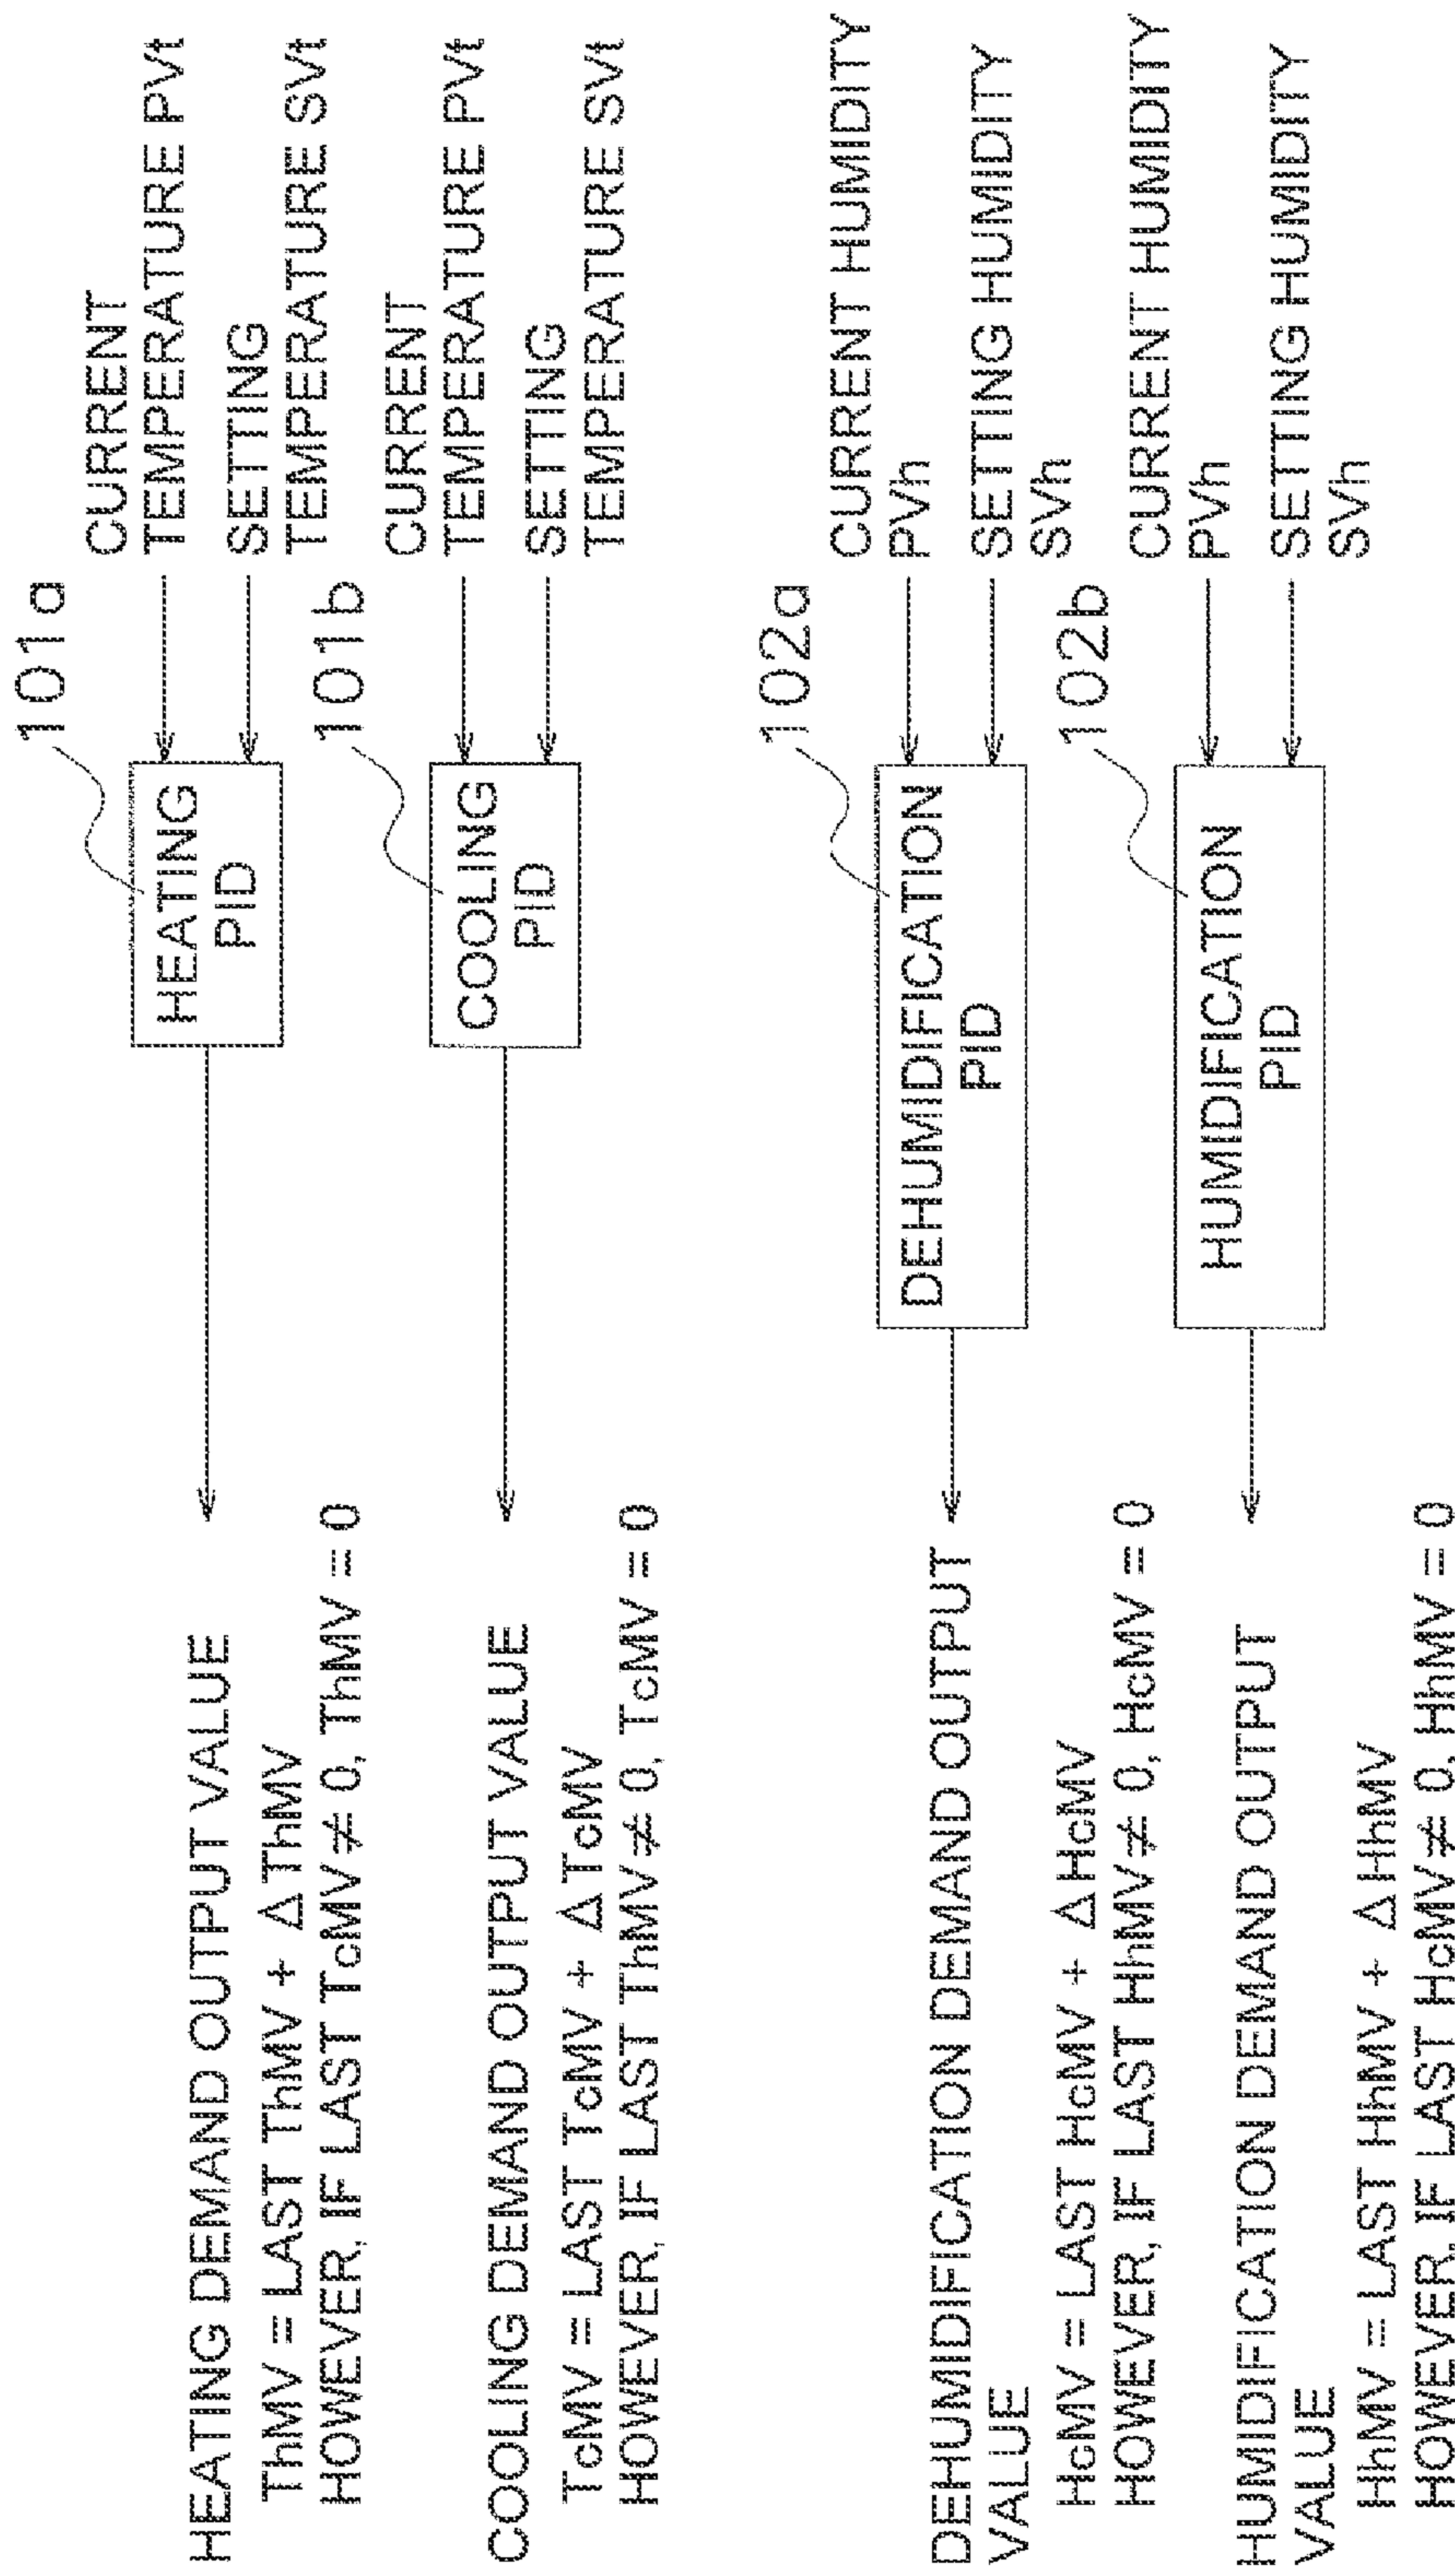 HEATING DEMAND OUTPUT VALUE
ThMV = LAST ThMV + Δ ThMV
HOWEVER, IF LAST TcMV ≠ 0, ThMV = 0
HEATING
PID
101a
CURRENT
TEMPERATURE PVt
SETTING
TEMPERATURE SVt
COOLING DEMAND OUTPUT VALUE
TcMV = LAST TcMV + Δ TcMV
HOWEVER, IF LAST ThMV ≠ 0, TcMV = 0
COOLING
PID
101b
CURRENT
TEMPERATURE PVt
SETTING
TEMPERATURE SVt
DEHUMIDIFICATION DEMAND OUTPUT
VALUE
HcMV = LAST HcMV + Δ HcMV
HOWEVER, IF LAST HhMV ≠ 0, HcMV = 0
DEHUMIDIFICATION
PID
102a
CURRENT HUMIDITY
PVh
SETTING HUMIDITY
SVh
HUMIDIFICATION DEMAND OUTPUT
VALUE
HhMV = LAST HhMV + Δ HhMV
HOWEVER, IF LAST HcMV ≠ 0, HhMV = 0
HUMIDIFICATION
PID
102b
CURRENT HUMIDITY
PVh
SETTING HUMIDITY
SVh